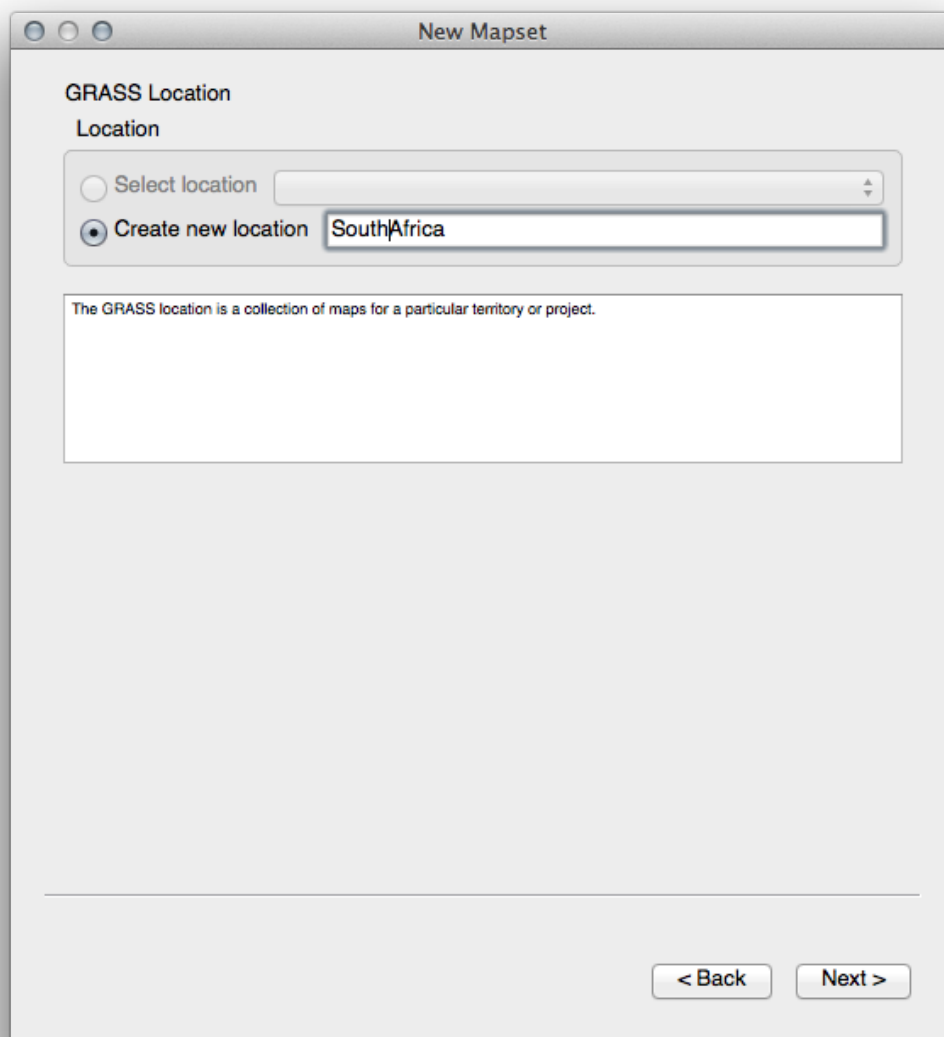 New Mapset
GRASS Location
Location
Select location
Create new location SouthAfrica
The GRASS location is a collection of maps for a particular territory or project.
< Back Next >